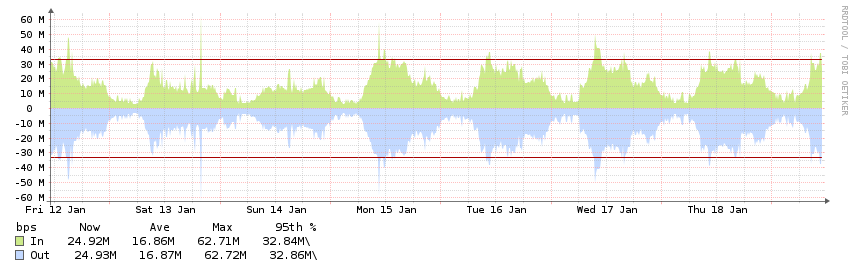 RRDTOOL / TOBI OETIKER
60 M
50 M
40 M
30 M
20 M
10 M
0
-10 M
-20 M
-30 M
-40 M
-50 M
-60 M
Fri 12 Jan Sat 13 Jan Sun 14 Jan Mon 15 Jan Tue 16 Jan Wed 17 Jan Thu 18 Jan
bps Now Ave Max 95th %
In 24.92M 16.86M 62.71M 32.84M\
Out 24.93M 16.87M 62.72M 32.86M\